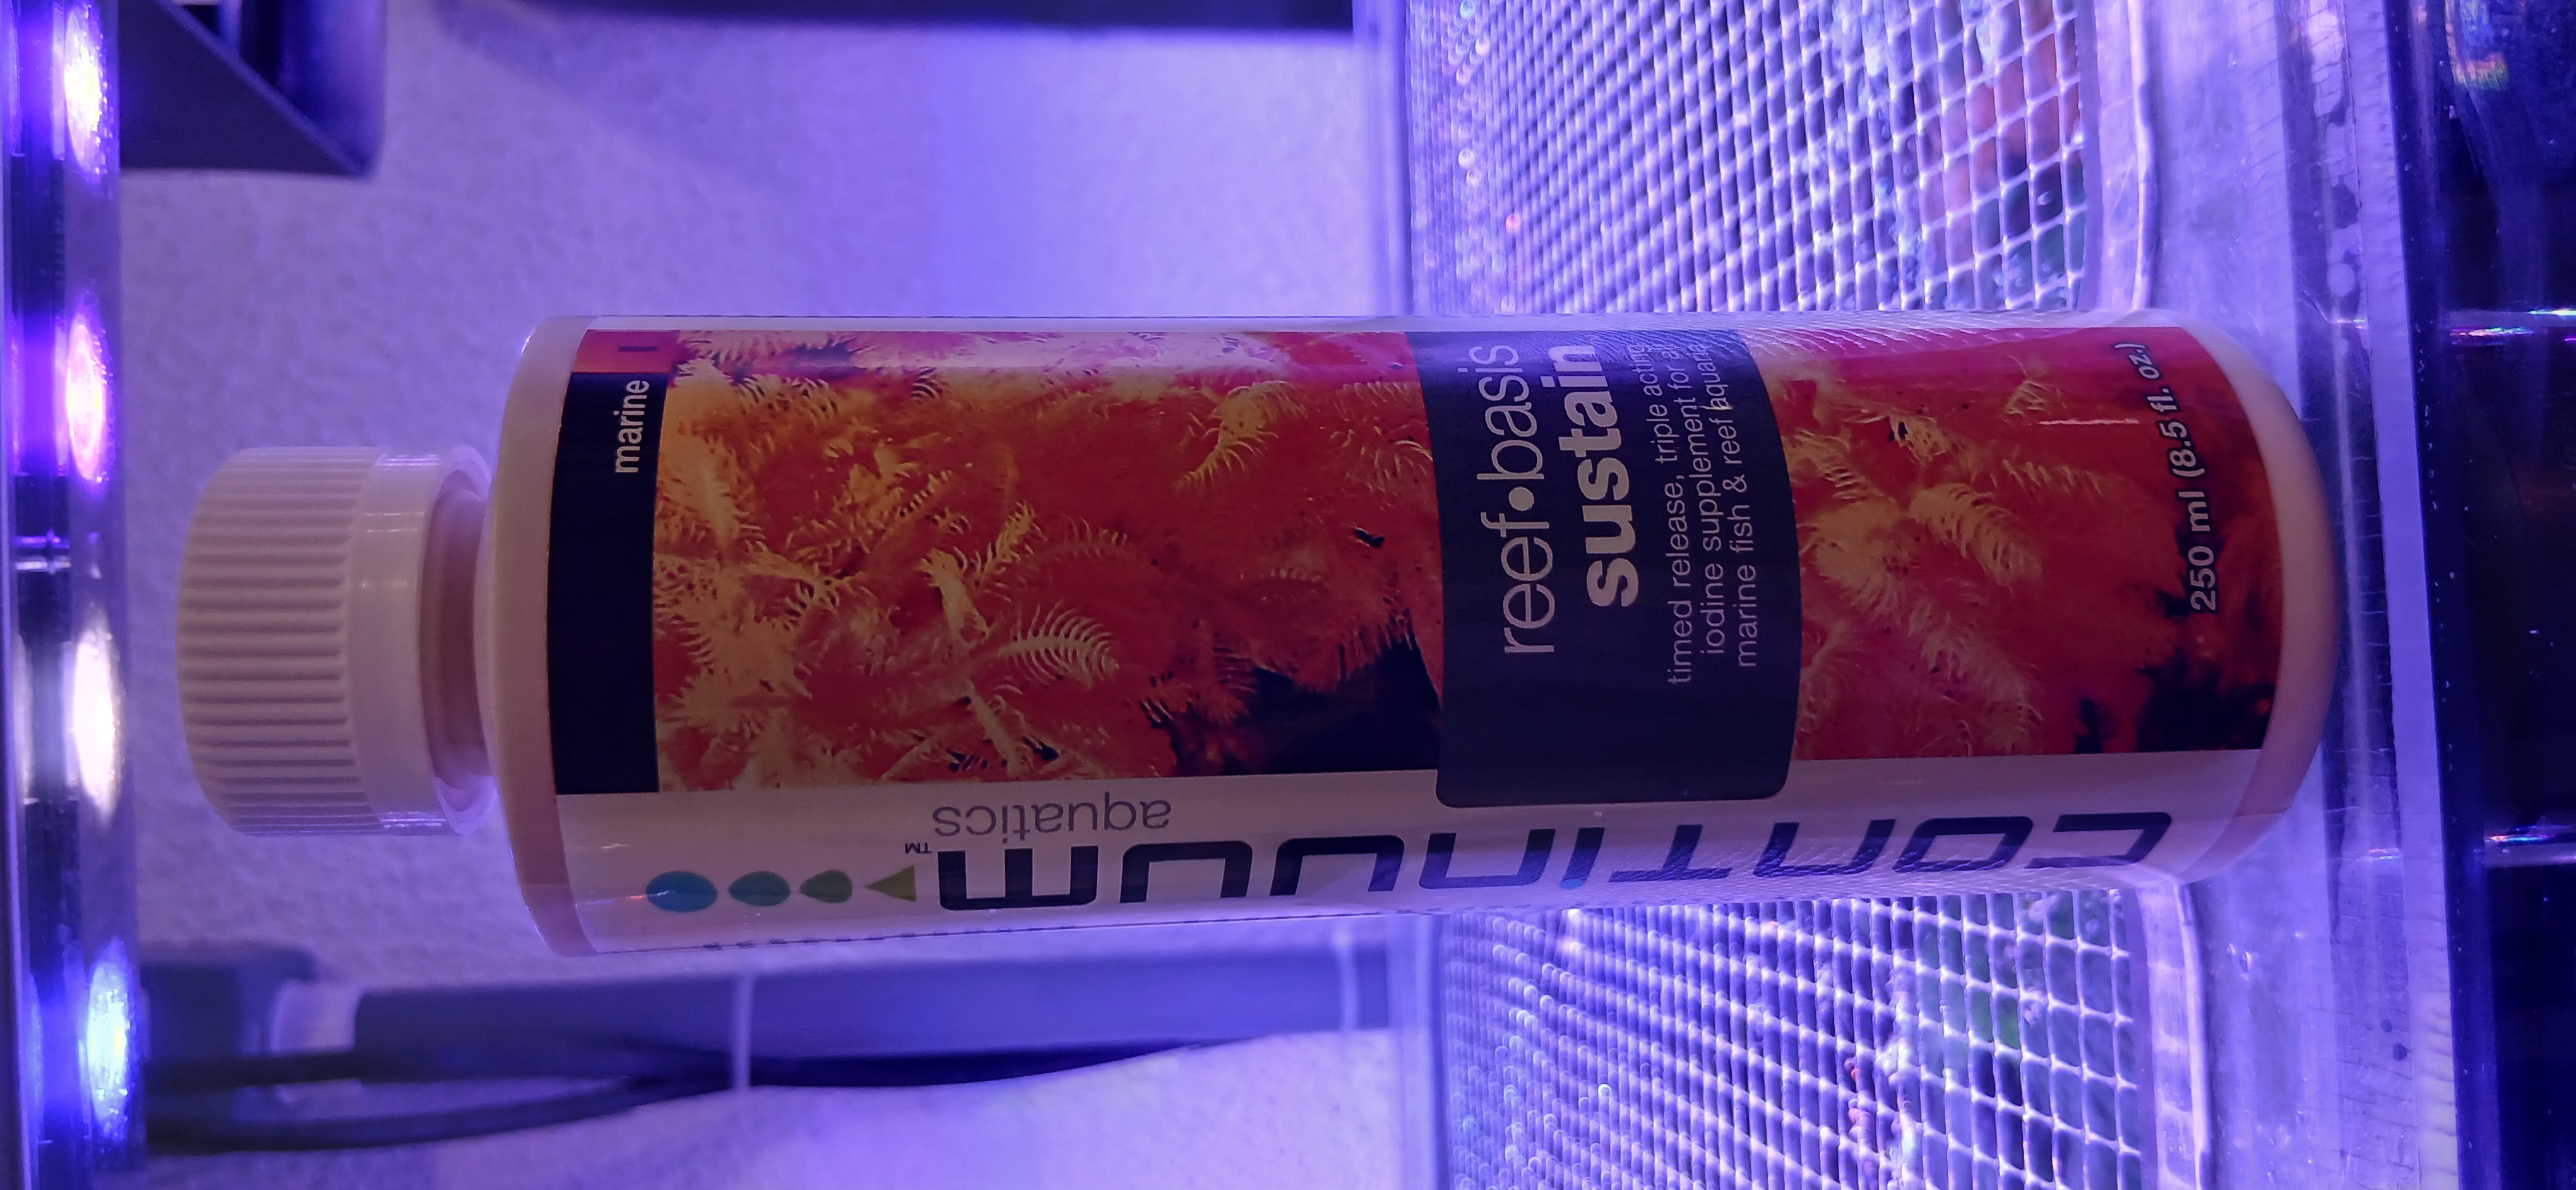 marine
I
reef•basis
sustain
timed release, triple acting
iodine supplement for all
marine fish & reef aquaria
250 ml (8.5 fl. oz.)
continuum™
aquatics